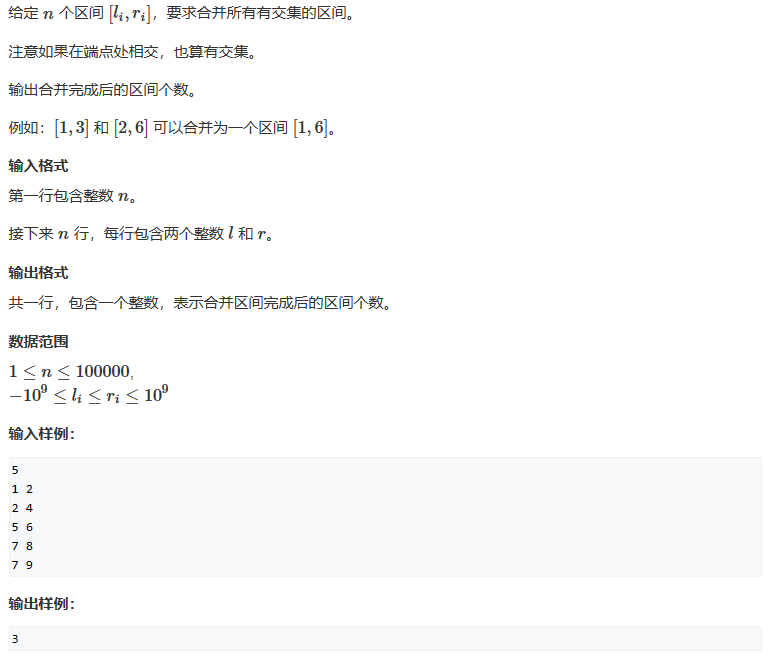 给定 n 个区间 [l_i, r_i]，要求合并所有有交集的区间。
注意如果在端点处相交，也算有交集。
输出合并完成后的区间个数。
例如：[1,3] 和 [2,6] 可以合并为一个区间 [1,6]。
输入格式
第一行包含整数 n。
接下来 n 行，每行包含两个整数 l 和 r。
输出格式
共一行，包含一个整数，表示合并区间完成后的区间个数。
数据范围
1 ≤ n ≤ 100000,
−10^9 ≤ l_i ≤ r_i ≤ 10^9
输入样例：
5
1 2
2 4
5 6
7 8
7 9
输出样例：
3